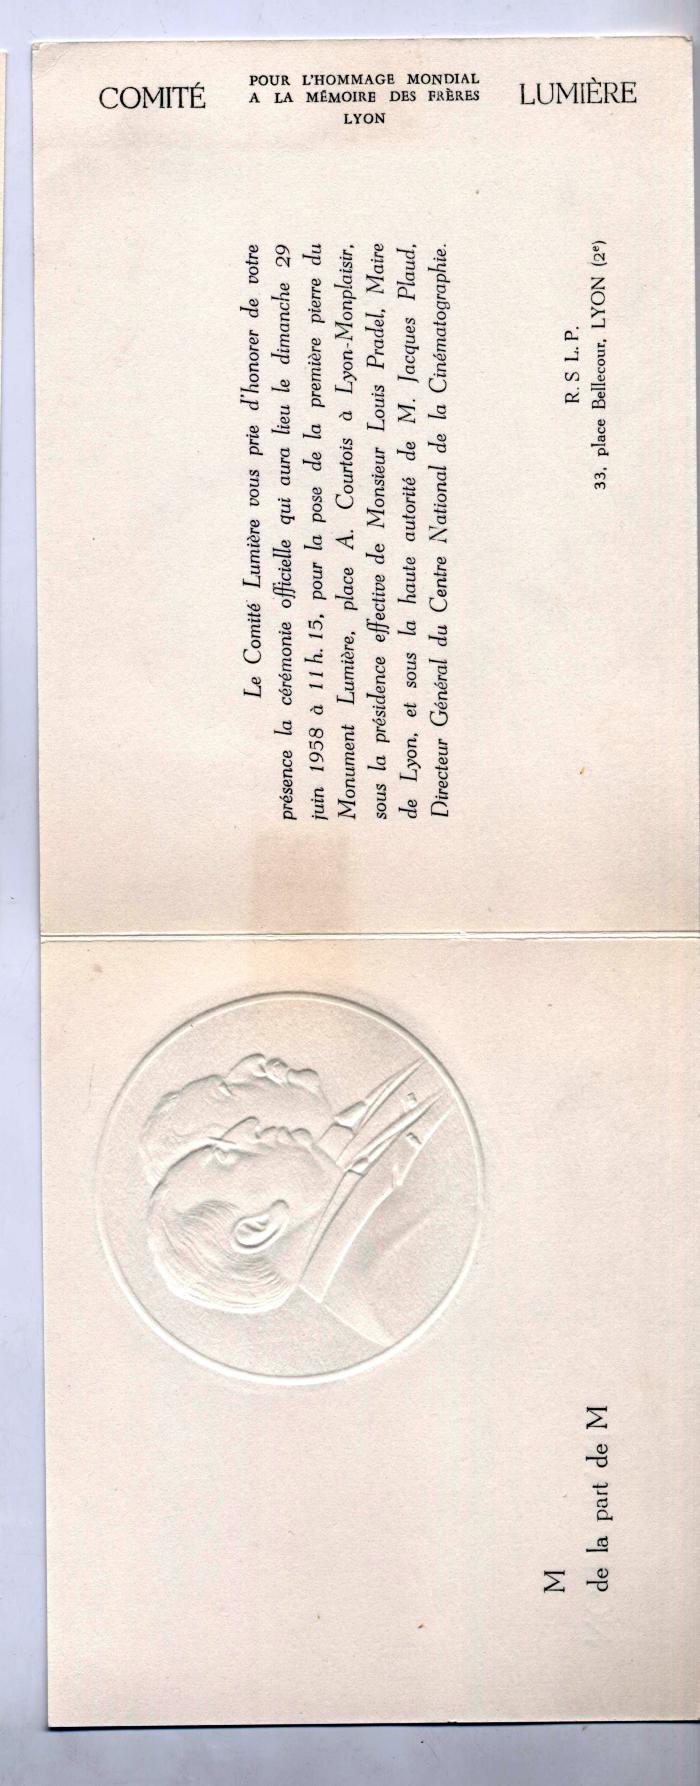 COMITÉ
POUR L'HOMMAGE MONDIAL
A LA MÉMOIRE DES FRÈRES
LYON
LUMIÈRE
Le Comité Lumière vous prie d'honorer de votre
présence la cérémonie officielle qui aura lieu le dimanche 29
juin 1958 à 11 h. 15, pour la pose de la première pierre du
Monument Lumière, place A. Courtois à Lyon-Monplaisir,
sous la présidence effective de Monsieur Louis Pradel, Maire
de Lyon, et sous la haute autorité de M. Jacques Plaud,
Directeur Général du Centre National de la Cinématographie.
R. S L. P.
33, place Bellecour, LYON (2e)
M
de la part de M